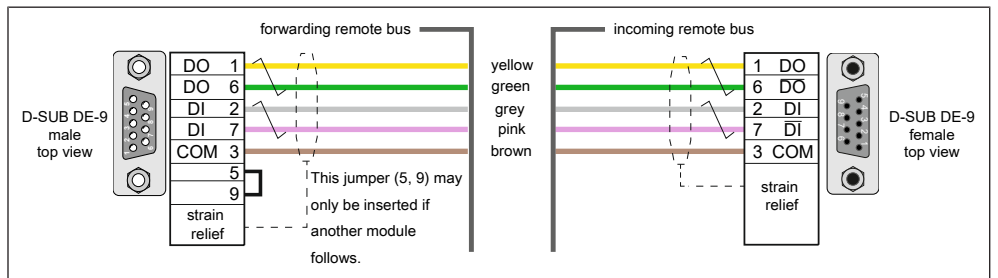 forwarding remote bus
incoming remote bus
D-SUB DE-9
male
top view
DO 1
DO 6
DI 2
DI 7
COM 3
5
9
strain
relief
This jumper (5, 9) may
only be inserted if
another module
follows.
yellow
green
grey
pink
brown
1 DO
6 D̅O̅
2 DI
7 D̅I̅
3 COM
strain
relief
D-SUB DE-9
female
top view